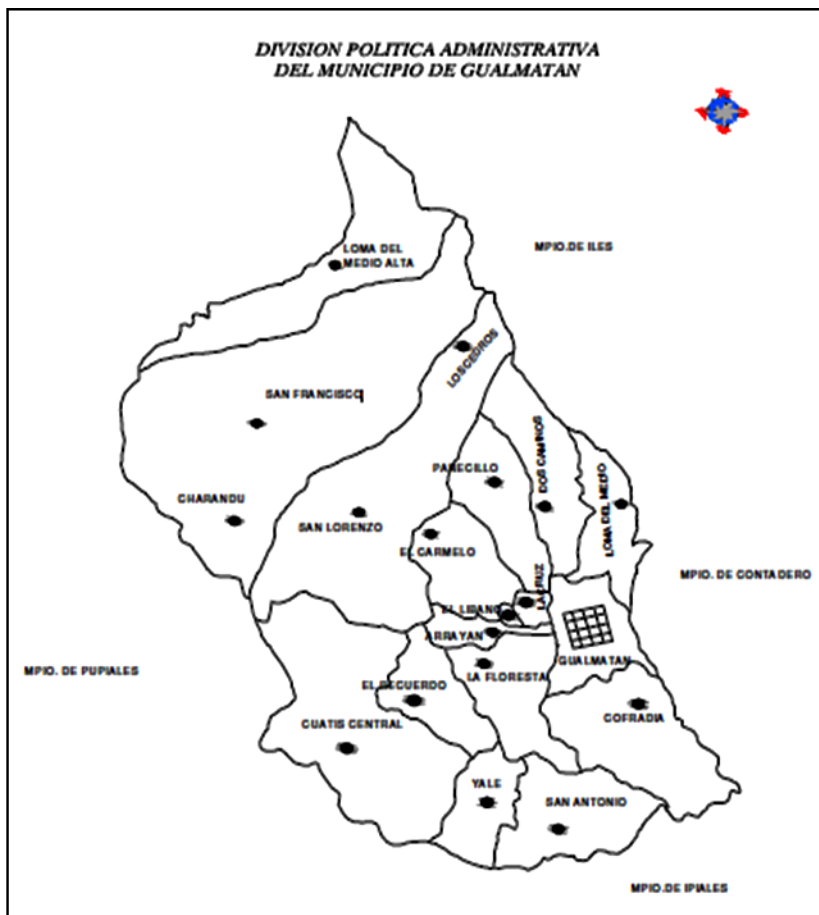 DIVISION POLITICA ADMINISTRATIVA
DEL MUNICIPIO DE GUALMATAN
MPIO.DE ILES
LOMA DEL
MEDIO ALTA
LOS CEDROS
SAN FRANCISCO
PANECILLO
DOS CAMINOS
LOMA DEL MEDIO
CHARANDU
SAN LORENZO
EL CARMELO
MPIO. DE CONTADERO
LA CRUZ
EL LIBANO
ARRAYAN
GUALMATAN
MPIO. DE PUPIALES
LA FLORESTA
EL RECUERDO
COFRADIA
CUATIS CENTRAL
YALE
SAN ANTONIO
MPIO.DE IPIALES